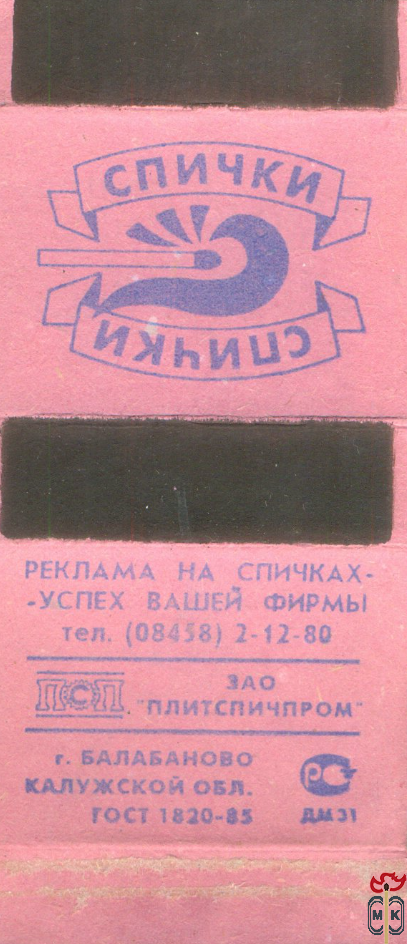 СПИЧКИ
СПИЧКИ
РЕКЛАМА НА СПИЧКАХ-
-УСПЕХ ВАШЕЙ ФИРМЫ
тел. (08458) 2-12-80
ПСП. ЗАО
"ПЛИТСПИЧПРОМ"
г. БАЛАБАНОВО
КАЛУЖСКОЙ ОБЛ.
ГОСТ 1820-85
РС
ДМ31
МК